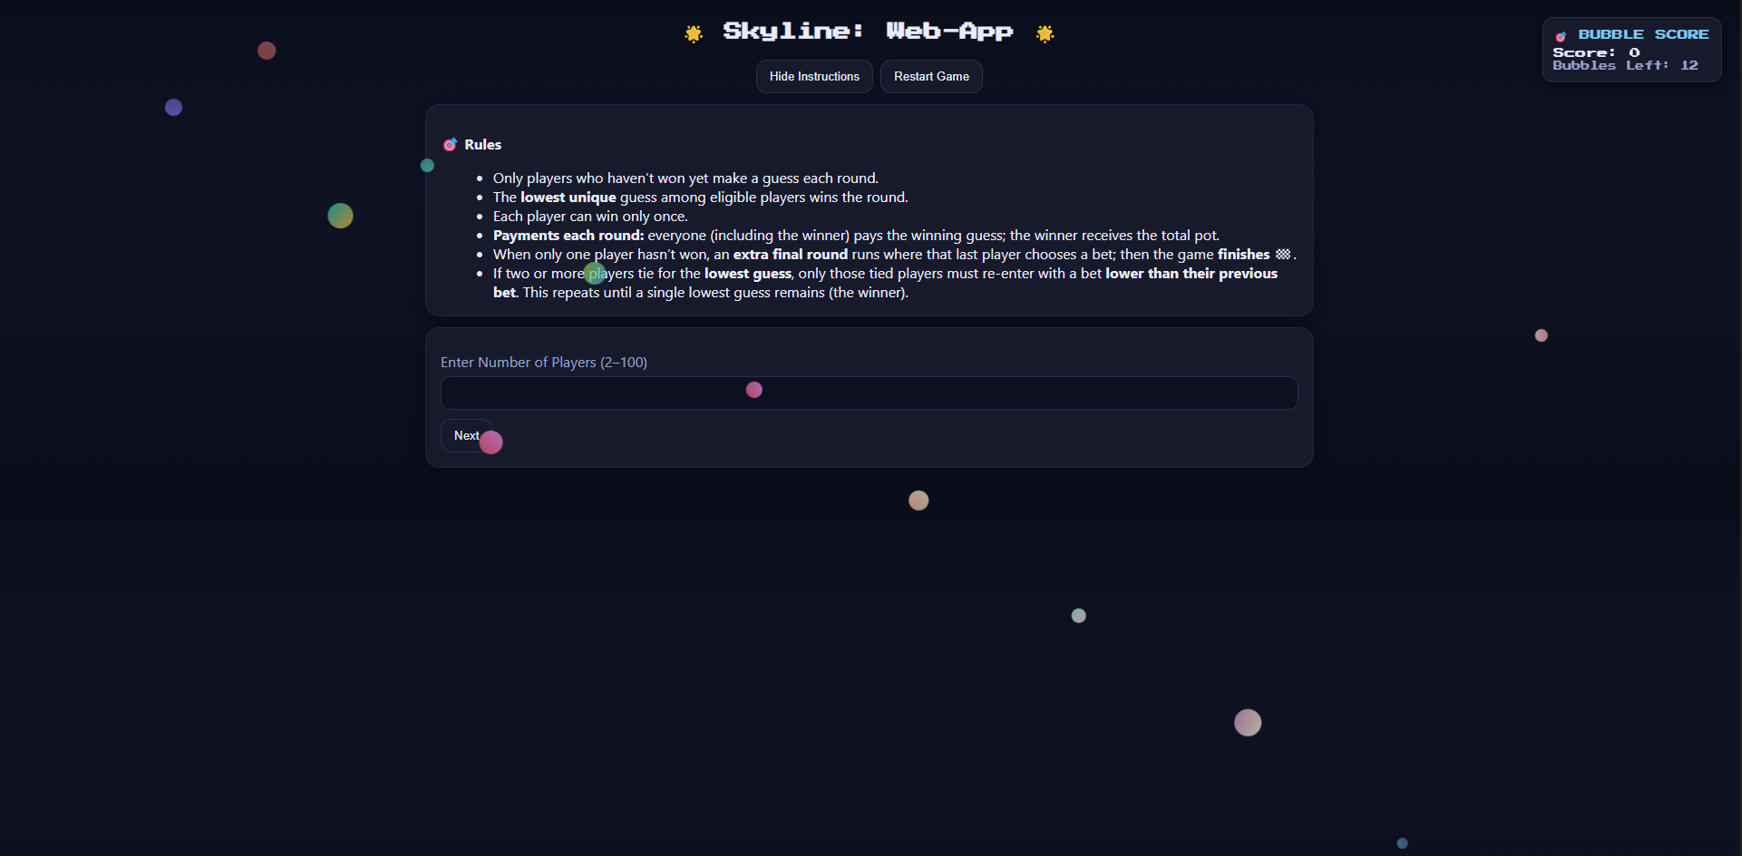 🌟 Skyline: Web-App 🌟
🎯 BUBBLE SCORE
Score: 0
Bubbles Left: 12
Hide Instructions Restart Game
🎯 Rules
• Only players who haven't won yet make a guess each round.
• The lowest unique guess among eligible players wins the round.
• Each player can win only once.
• Payments each round: everyone (including the winner) pays the winning guess; the winner receives the total pot.
• When only one player hasn't won, an extra final round runs where that last player chooses a bet; then the game finishes 🏁.
• If two or more players tie for the lowest guess, only those tied players must re-enter with a bet lower than their previous
bet. This repeats until a single lowest guess remains (the winner).
Enter Number of Players (2–100)
Next